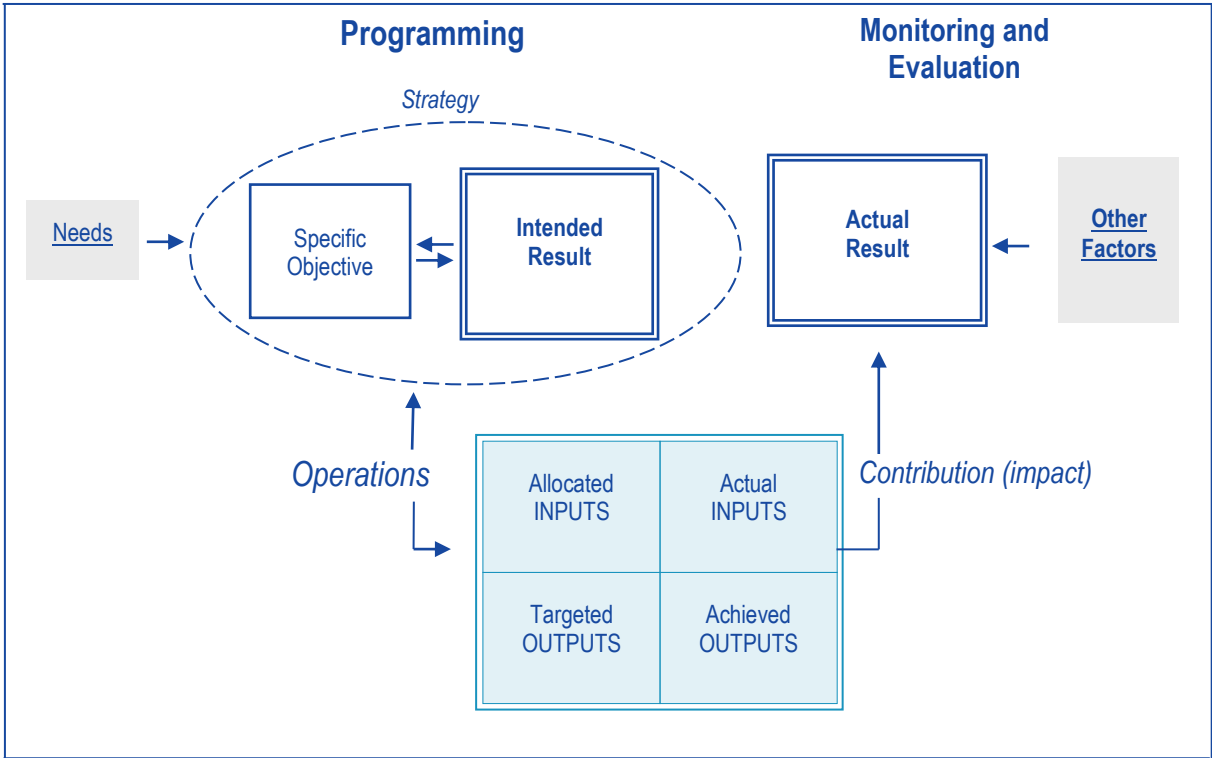 Programming
Monitoring and
Evaluation
Strategy
Needs
Specific
Objective
Intended
Result
Actual
Result
Other
Factors
Operations
Allocated
INPUTS
Actual
INPUTS
Contribution (impact)
Targeted
OUTPUTS
Achieved
OUTPUTS